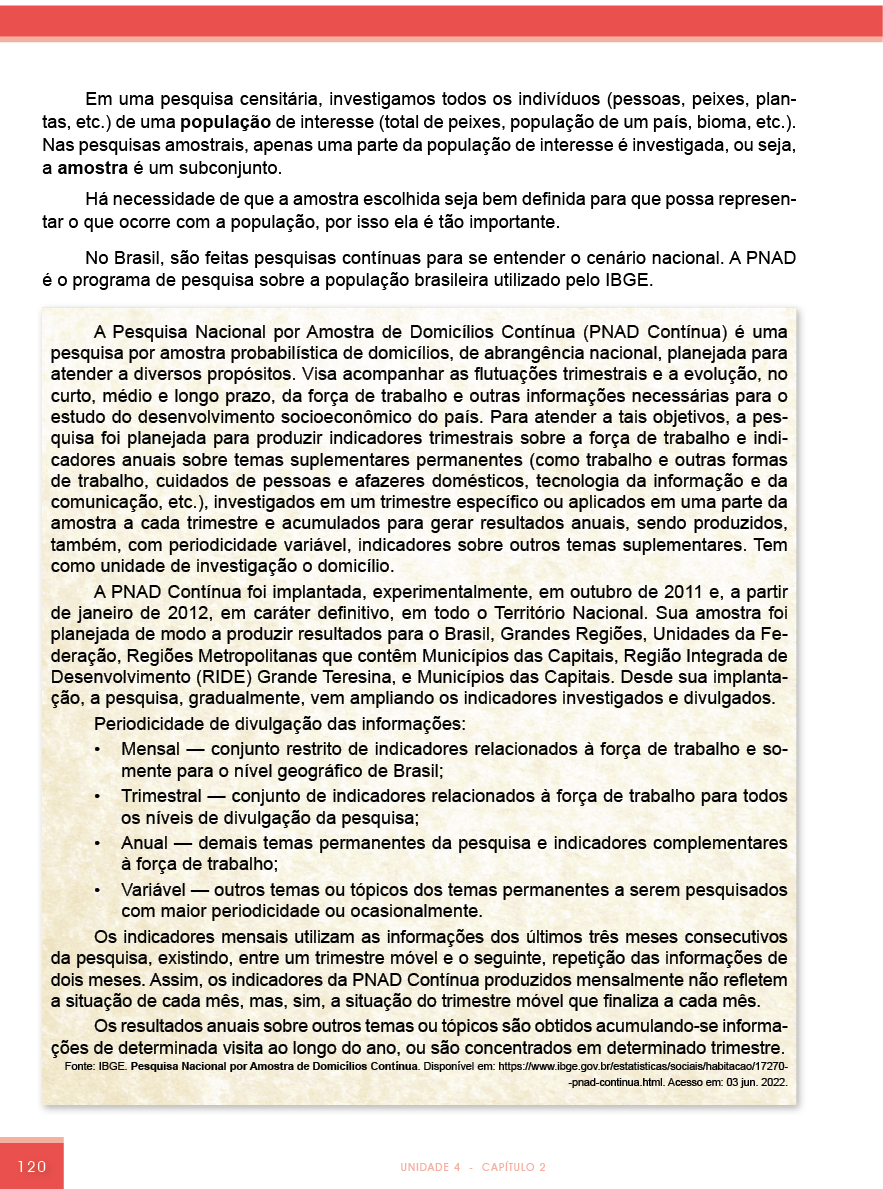 Em uma pesquisa censitária, investigamos todos os indivíduos (pessoas, peixes, plan-
tas, etc.) de uma população de interesse (total de peixes, população de um país, bioma, etc.).
Nas pesquisas amostrais, apenas uma parte da população de interesse é investigada, ou seja,
a amostra é um subconjunto.
Há necessidade de que a amostra escolhida seja bem definida para que possa represen-
tar o que ocorre com a população, por isso ela é tão importante.
No Brasil, são feitas pesquisas contínuas para se entender o cenário nacional. A PNAD
é o programa de pesquisa sobre a população brasileira utilizado pelo IBGE.
A Pesquisa Nacional por Amostra de Domicílios Contínua (PNAD Contínua) é uma
pesquisa por amostra probabilística de domicílios, de abrangência nacional, planejada para
atender a diversos propósitos. Visa acompanhar as flutuações trimestrais e a evolução, no
curto, médio e longo prazo, da força de trabalho e outras informações necessárias para o
estudo do desenvolvimento socioeconômico do país. Para atender a tais objetivos, a pes-
quisa foi planejada para produzir indicadores trimestrais sobre a força de trabalho e indi-
cadores anuais sobre temas suplementares permanentes (como trabalho e outras formas
de trabalho, cuidados de pessoas e afazeres domésticos, tecnologia da informação e da
comunicação, etc.), investigados em um trimestre específico ou aplicados em uma parte da
amostra a cada trimestre e acumulados para gerar resultados anuais, sendo produzidos,
também, com periodicidade variável, indicadores sobre outros temas suplementares. Tem
como unidade de investigação o domicílio.
A PNAD Contínua foi implantada, experimentalmente, em outubro de 2011 e, a partir
de janeiro de 2012, em caráter definitivo, em todo o Território Nacional. Sua amostra foi
planejada de modo a produzir resultados para o Brasil, Grandes Regiões, Unidades da Fe-
deração, Regiões Metropolitanas que contêm Municípios das Capitais, Região Integrada de
Desenvolvimento (RIDE) Grande Teresina, e Municípios das Capitais. Desde sua implanta-
ção, a pesquisa, gradualmente, vem ampliando os indicadores investigados e divulgados.
Periodicidade de divulgação das informações:
• Mensal — conjunto restrito de indicadores relacionados à força de trabalho e so-
mente para o nível geográfico de Brasil;
• Trimestral — conjunto de indicadores relacionados à força de trabalho para todos
os níveis de divulgação da pesquisa;
• Anual — demais temas permanentes da pesquisa e indicadores complementares
à força de trabalho;
• Variável — outros temas ou tópicos dos temas permanentes a serem pesquisados
com maior periodicidade ou ocasionalmente.
Os indicadores mensais utilizam as informações dos últimos três meses consecutivos
da pesquisa, existindo, entre um trimestre móvel e o seguinte, repetição das informações de
dois meses. Assim, os indicadores da PNAD Contínua produzidos mensalmente não refletem
a situação de cada mês, mas, sim, a situação do trimestre móvel que finaliza a cada mês.
Os resultados anuais sobre outros temas ou tópicos são obtidos acumulando-se informa-
ções de determinada visita ao longo do ano, ou são concentrados em determinado trimestre.
Fonte: IBGE. Pesquisa Nacional por Amostra de Domicílios Contínua. Disponível em: https://www.ibge.gov.br/estatisticas/sociais/habitacao/17270-
-pnad-continua.html. Acesso em: 03 jun. 2022.
120
UNIDADE 4 - CAPÍTULO 2